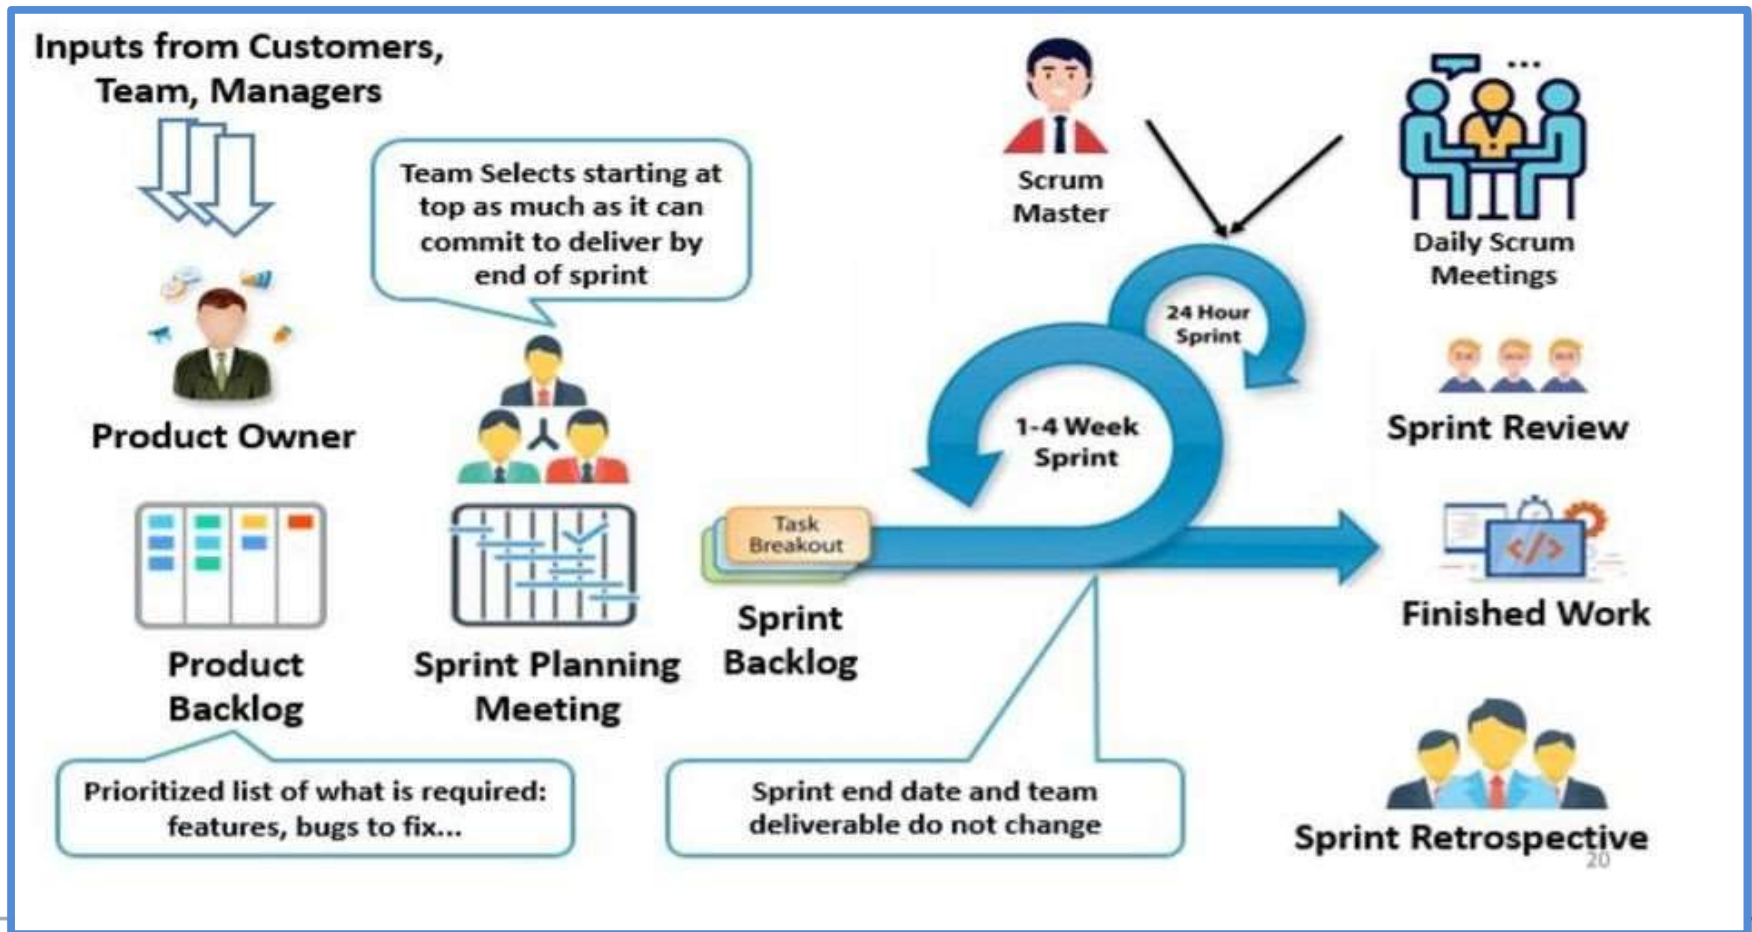 Inputs from Customers,
Team, Managers
Product Owner
Product
Backlog
Prioritized list of what is required:
features, bugs to fix...
Team Selects starting at
top as much as it can
commit to deliver by
end of sprint
Sprint Planning
Meeting
Task
Breakout
Sprint
Backlog
Scrum
Master
24 Hour
Sprint
1-4 Week
Sprint
Sprint end date and team
deliverable do not change
...
Daily Scrum
Meetings
Sprint Review
</>
Finished Work
Sprint Retrospective
20